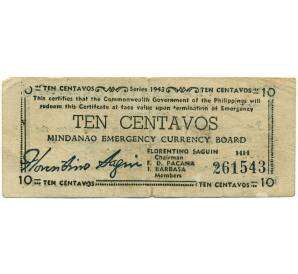 10 TEN CENTAVOS Series 1943 TEN CENTAVOS 10
This certifies that the Commonwealth Government of the Philippines will
redeem this Certificate at face value upon termination of Emergency
TEN CENTAVOS
MINDANAO EMERGENCY CURRENCY BOARD
Florentino Saguin
FLORENTINO SAGUIN HH
Chairman
F. D. PACANA 261543
I. BARBASA
Members
10 TEN CENTAVOS TEN CENTAVOS 10